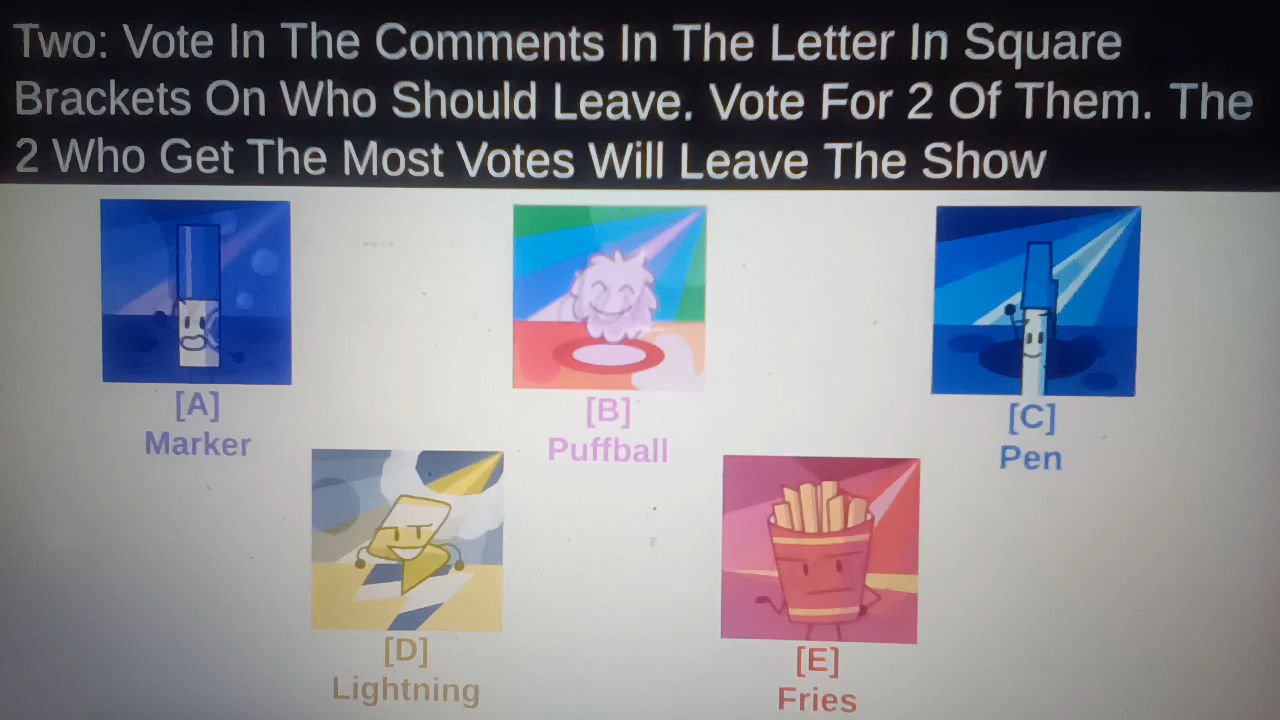 Two: Vote In The Comments In The Letter In Square
Brackets On Who Should Leave. Vote For 2 Of Them. The
2 Who Get The Most Votes Will Leave The Show
[A]
Marker
[B]
Puffball
[C]
Pen
[D]
Lightning
[E]
Fries